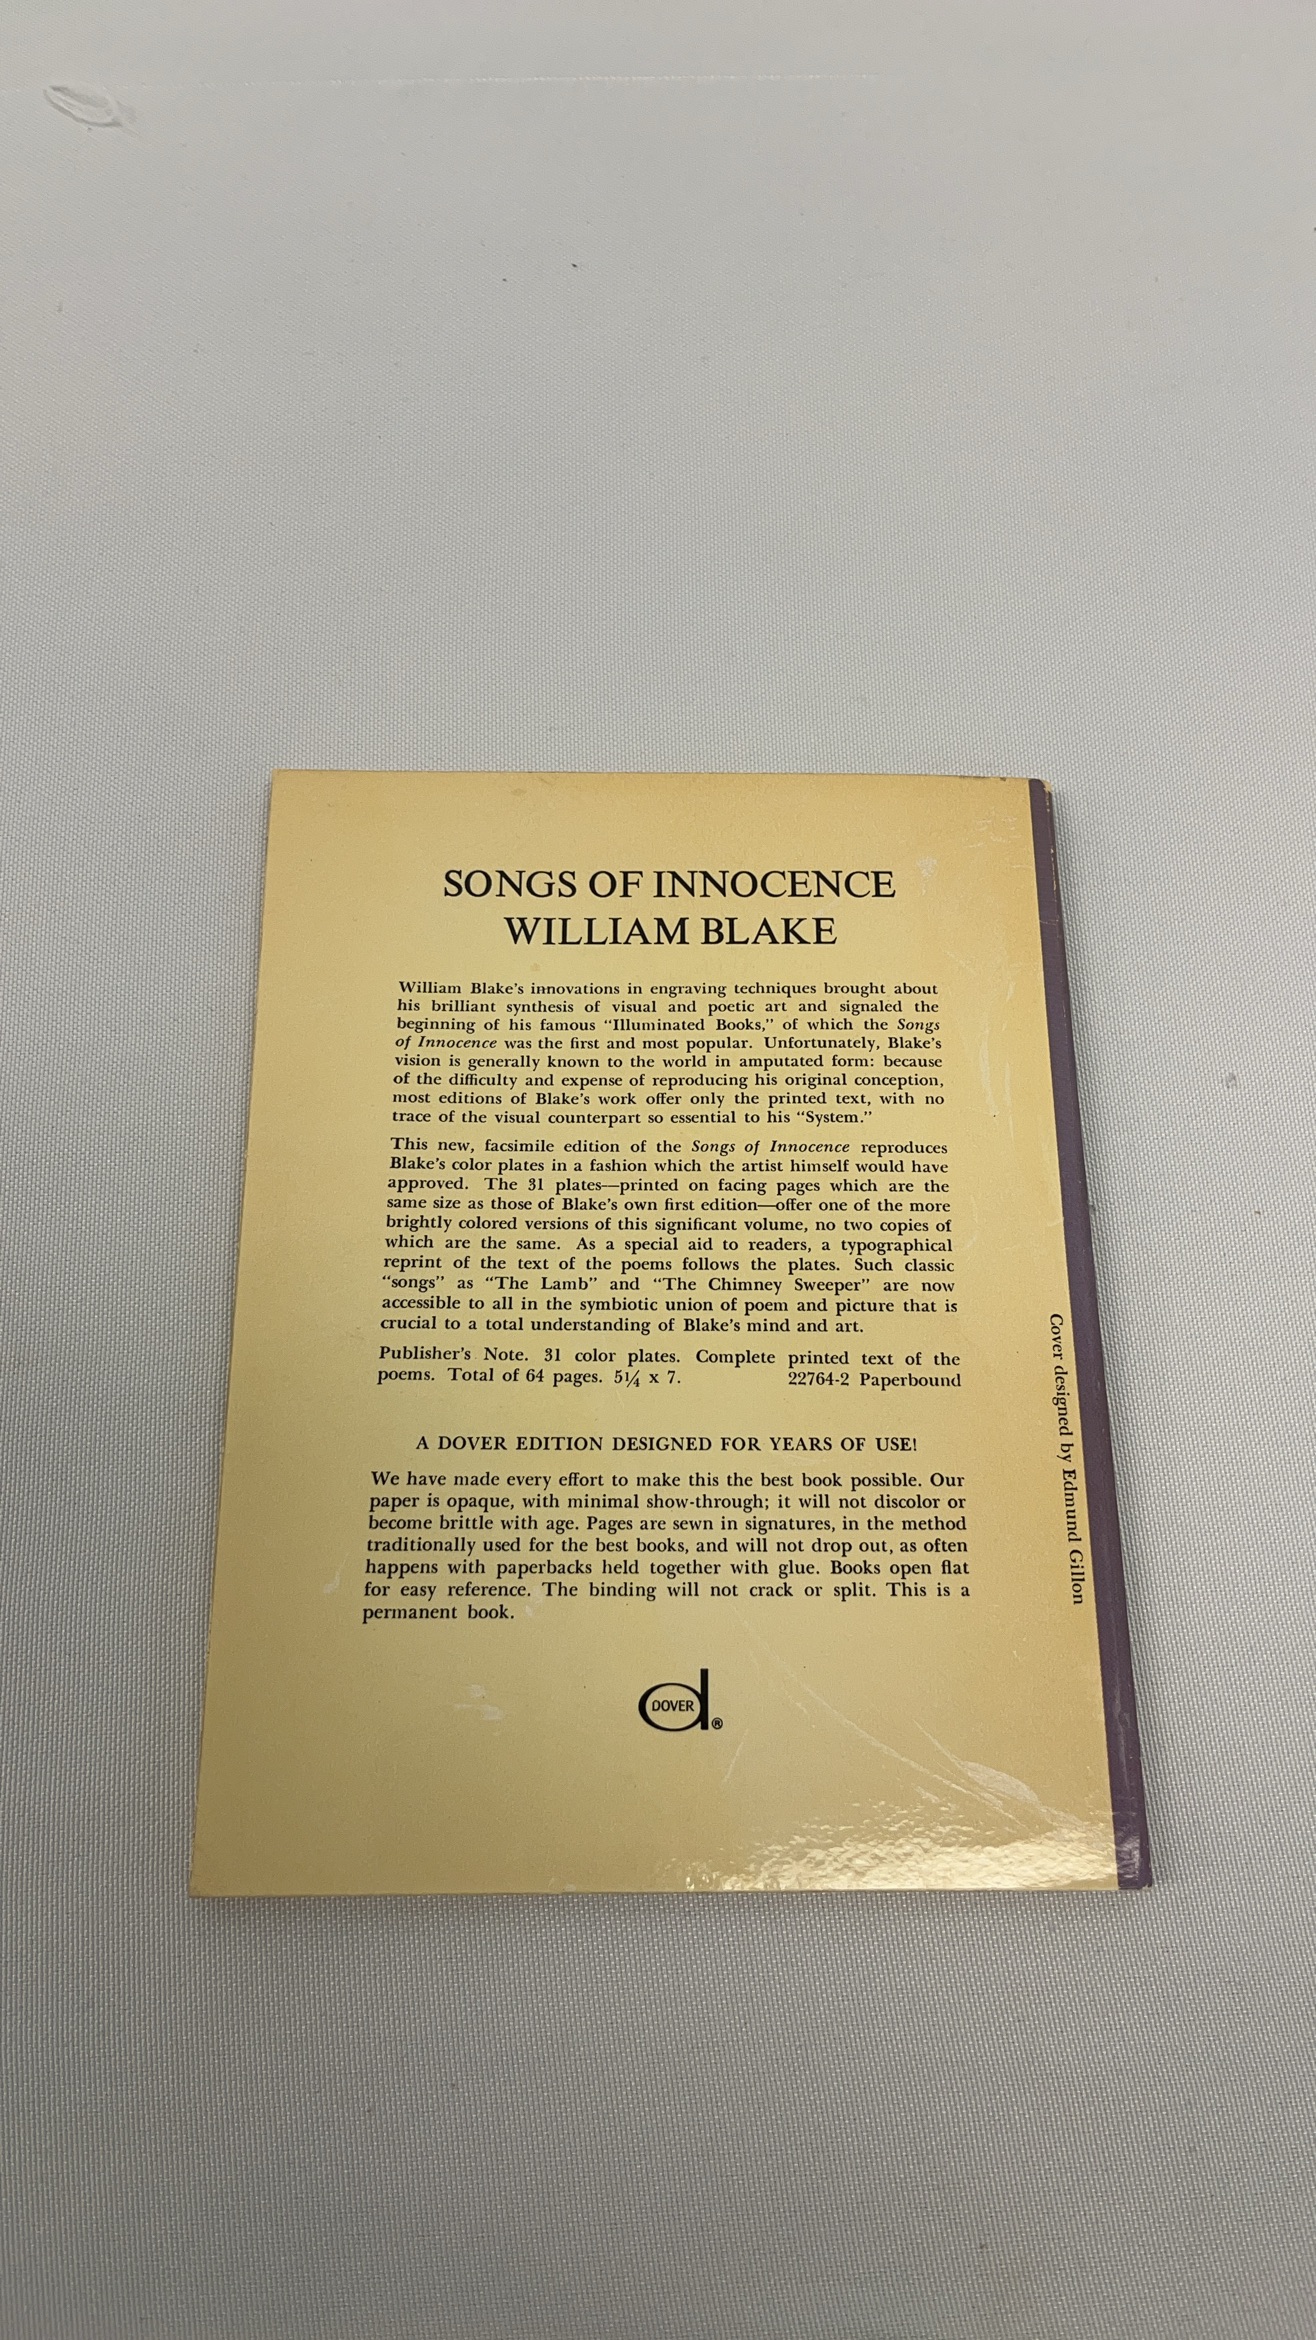 SONGS OF INNOCENCE
WILLIAM BLAKE
William Blake's innovations in engraving techniques brought about
his brilliant synthesis of visual and poetic art and signaled the
beginning of his famous “Illuminated Books,” of which the Songs
of Innocence was the first and most popular. Unfortunately, Blake's
vision is generally known to the world in amputated form: because
of the difficulty and expense of reproducing his original conception,
most editions of Blake's work offer only the printed text, with no
trace of the visual counterpart so essential to his “System.”
This new, facsimile edition of the Songs of Innocence reproduces
Blake's color plates in a fashion which the artist himself would have
approved. The 31 plates—printed on facing pages which are the
same size as those of Blake's own first edition—offer one of the more
brightly colored versions of this significant volume, no two copies of
which are the same. As a special aid to readers, a typographical
reprint of the text of the poems follows the plates. Such classic
“songs” as “The Lamb” and “The Chimney Sweeper” are now
accessible to all in the symbiotic union of poem and picture that is
crucial to a total understanding of Blake's mind and art.
Publisher's Note. 31 color plates. Complete printed text of the
poems. Total of 64 pages. 5¼ x 7. 22764-2 Paperbound
A DOVER EDITION DESIGNED FOR YEARS OF USE!
We have made every effort to make this the best book possible. Our
paper is opaque, with minimal show-through; it will not discolor or
become brittle with age. Pages are sewn in signatures, in the method
traditionally used for the best books, and will not drop out, as often
happens with paperbacks held together with glue. Books open flat
for easy reference. The binding will not crack or split. This is a
permanent book.
DOVER ®
Cover designed by Edmund Gillon